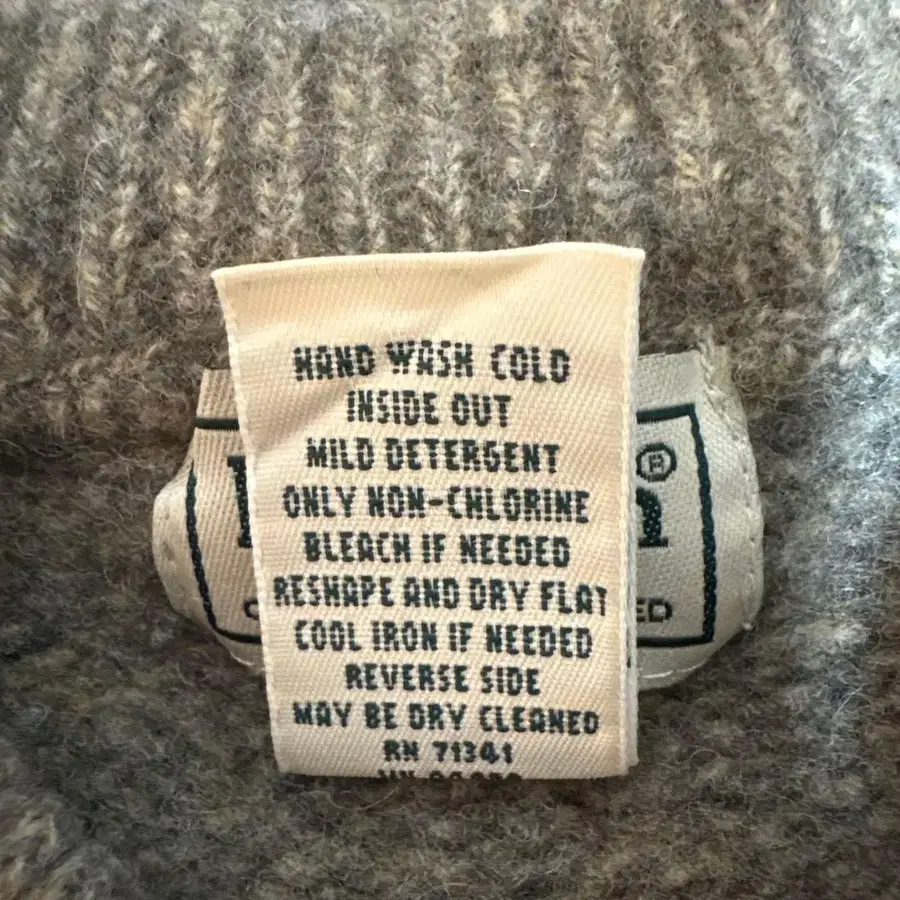 HAND WASH COLD
INSIDE OUT
MILD DETERGENT
ONLY NON-CHLORINE
BLEACH IF NEEDED
RESHAPE AND DRY FLAT
COOL IRON IF NEEDED
REVERSE SIDE
MAY BE DRY CLEANED
RN 71341